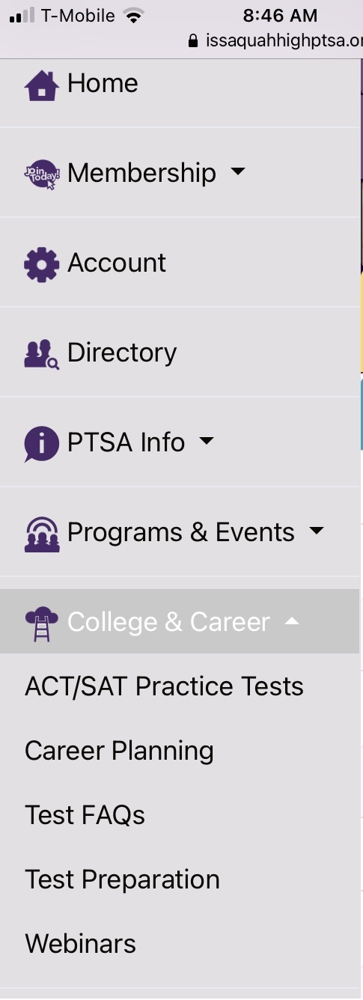 T-Mobile 8:46 AM
issaquahhighptsa.or
Home
Join Today! Membership
Account
Directory
PTSA Info
Programs & Events
College & Career
ACT/SAT Practice Tests
Career Planning
Test FAQs
Test Preparation
Webinars